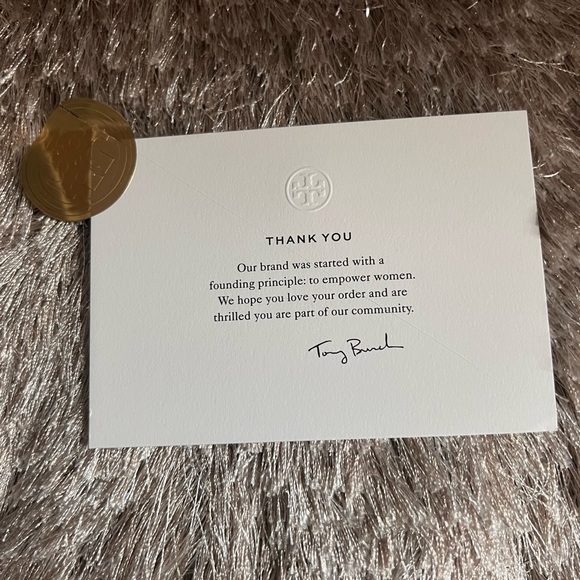 THANK YOU
Our brand was started with a
founding principle: to empower women.
We hope you love your order and are
thrilled you are part of our community.
Tory Burch